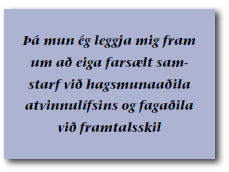 Þá mun ég leggja mig fram
um að eiga farsælt sam-
starf við hagsmunaaðila
atvinnulífsins og fagaðila
við framtalsskil